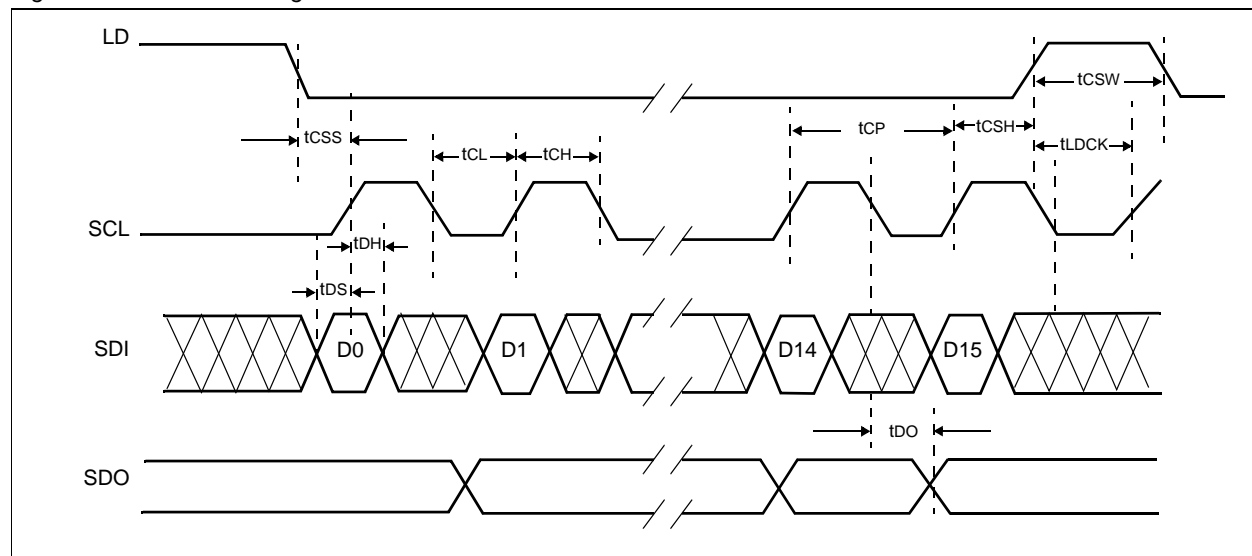 LD
tCSW
tCSS
tCP
tCSH
tCL
tCH
tLDCK
SCL
tDH
tDS
SDI
D0
D1
D14
D15
tDO
SDO